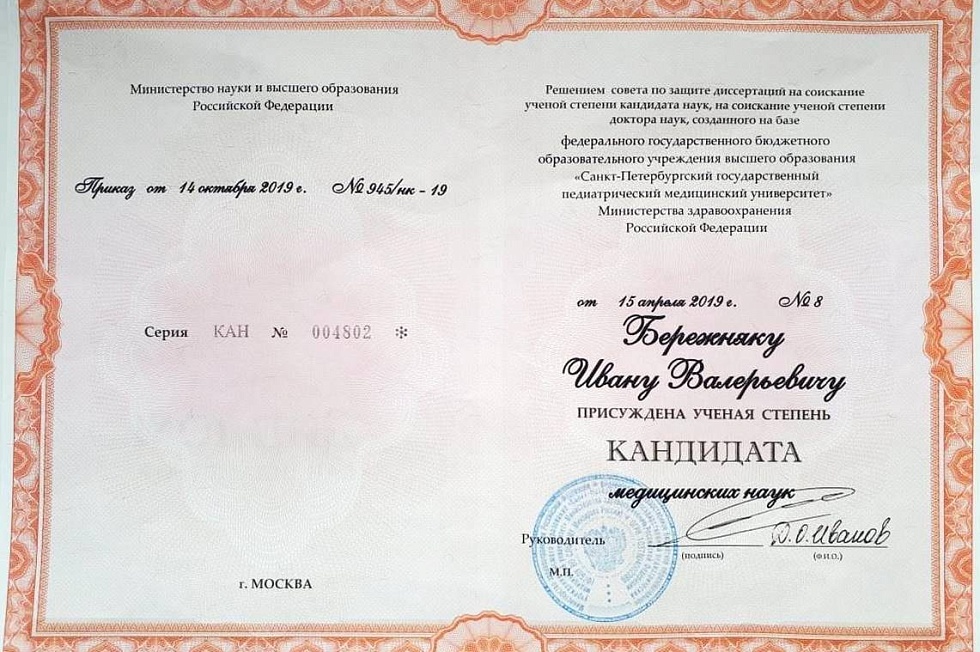 Министерство науки и высшего образования
Российской Федерации
Приказ от 14 октября 2019 г. № 945/нк - 19
Серия КАН № 004802 *
г. МОСКВА
Решением совета по защите диссертаций на соискание
ученой степени кандидата наук, на соискание ученой степени
доктора наук, созданного на базе
федерального государственного бюджетного
образовательного учреждения высшего образования
«Санкт-Петербургский государственный
педиатрический медицинский университет»
Министерства здравоохранения
Российской Федерации
от 15 апреля 2019 г. № 8
Бережняку
Ивану Валерьевичу
ПРИСУЖДЕНА УЧЕНАЯ СТЕПЕНЬ
КАНДИДАТА
медицинских наук
Руководитель Д.О.Иванов
(подпись) (Ф.И.О.)
М.П.